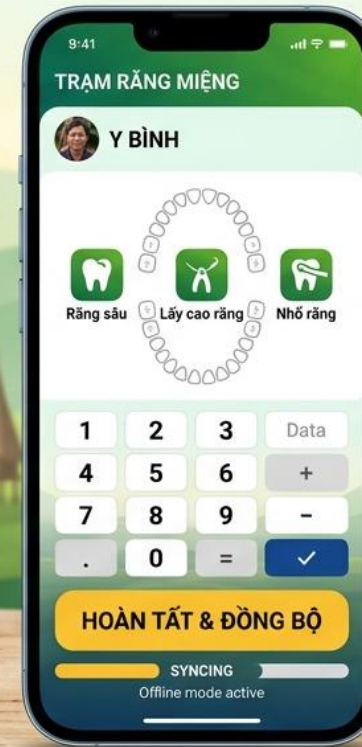 9:41
TRẠM RĂNG MIỆNG
Y BÌNH
Răng sâu Lấy cao răng Nhổ răng
1 2 3 Data
4 5 6 +
7 8 9 -
. 0 = ✓
HOÀN TẤT & ĐỒNG BỘ
SYNCING
Offline mode active